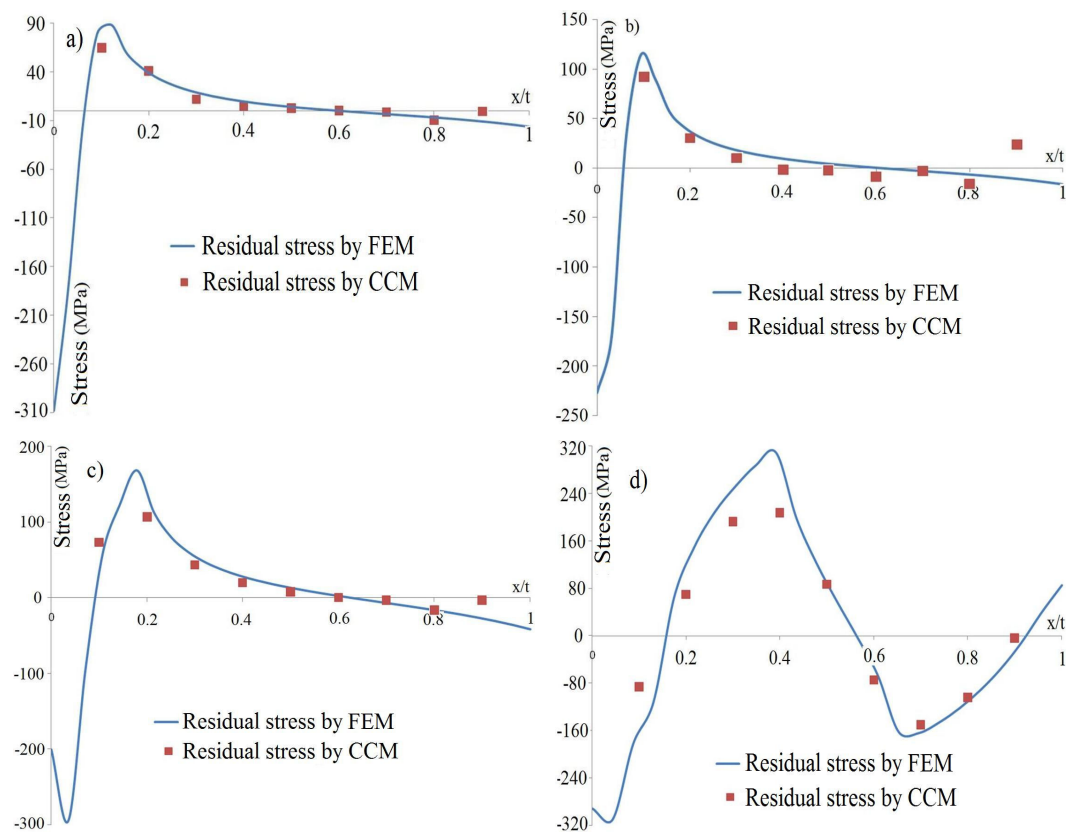 a)
90
40
-10
-60
-110
-160
-210
-260
-310
Stress (MPa)
x/t
0
0.2
0.4
0.6
0.8
1
Residual stress by FEM
Residual stress by CCM
b)
150
100
50
0
-50
-100
-150
-200
-250
Stress (MPa)
x/t
0
0.2
0.4
0.6
0.8
1
Residual stress by FEM
Residual stress by CCM
c)
200
100
0
-100
-200
-300
Stress (MPa)
x/t
0
0.2
0.4
0.6
0.8
1
Residual stress by FEM
Residual stress by CCM
d)
320
240
160
80
0
-80
-160
-240
-320
Stress (MPa)
x/t
0
0.2
0.4
0.6
0.8
1
Residual stress by FEM
Residual stress by CCM